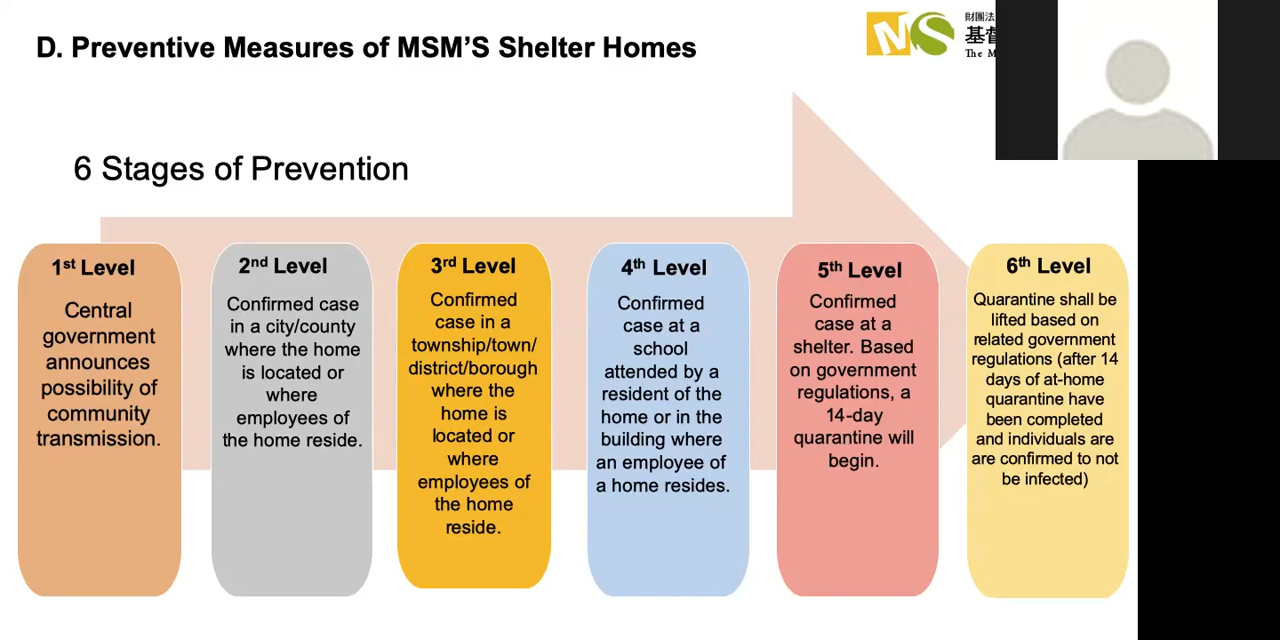 D. Preventive Measures of MSM'S Shelter Homes
MS
財團法
基督
The M
6 Stages of Prevention
1st Level
Central
government
announces
possibility of
community
transmission.
2nd Level
Confirmed case
in a city/county
where the home
is located or
where
employees of
the home reside.
3rd Level
Confirmed
case in a
township/town/
district/borough
where the
home is
located or
where
employees of
the home
reside.
4th Level
Confirmed
case at a
school
attended by a
resident of the
home or in the
building where
an employee of
a home resides.
5th Level
Confirmed
case at a
shelter. Based
on government
regulations, a
14-day
quarantine will
begin.
6th Level
Quarantine shall be
lifted based on
related government
regulations (after 14
days of at-home
quarantine have
been completed
and individuals are
are confirmed to not
be infected)